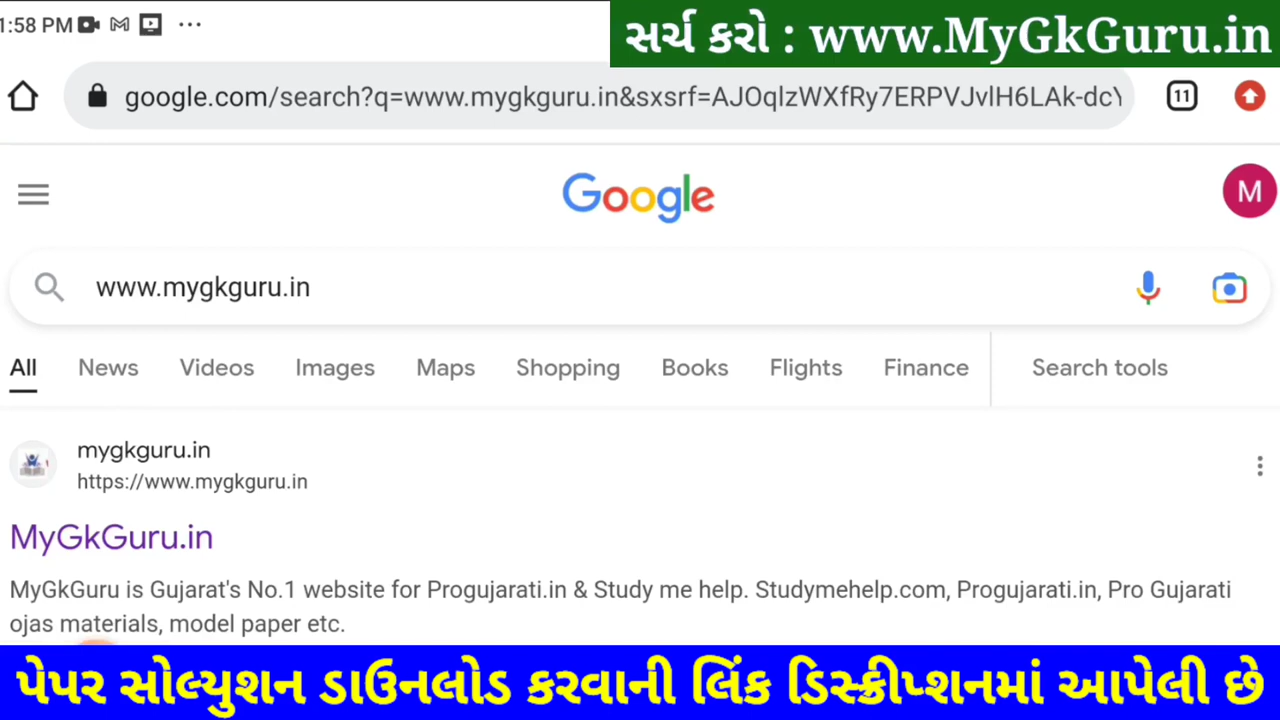 1:58 PM
સર્ચ કરો : www.MyGkGuru.in
google.com/search?q=www.mygkguru.in&sxsrf=AJOqlzWXfRy7ERPVJvlH6LAk-dcY
11
Google
M
www.mygkguru.in
All News Videos Images Maps Shopping Books Flights Finance Search tools
mygkguru.in
https://www.mygkguru.in
MyGkGuru.in
MyGkGuru is Gujarat's No.1 website for Progujarati.in & Study me help. Studymehelp.com, Progujarati.in, Pro Gujarati
ojas materials, model paper etc.
પેપર સોલ્યુશન ડાઉનલોડ કરવાની લિંક ડિસ્ક્રીપ્શનમાં આપેલી છે